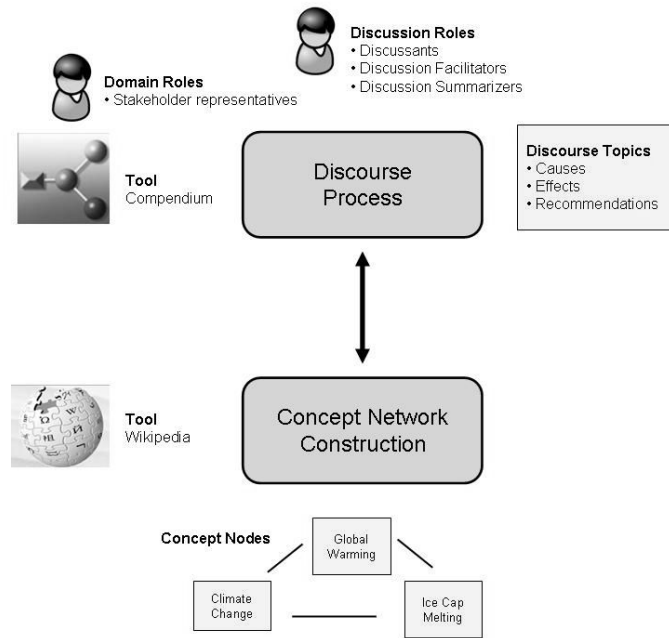 Discussion Roles
• Discussants
• Discussion Facilitators
• Discussion Summarizers
Domain Roles
• Stakeholder representatives
Tool
Compendium
Discourse
Process
Discourse Topics
• Causes
• Effects
• Recommendations
Tool
Wikipedia
Concept Network
Construction
Concept Nodes
Global
Warming
Climate
Change
Ice Cap
Melting